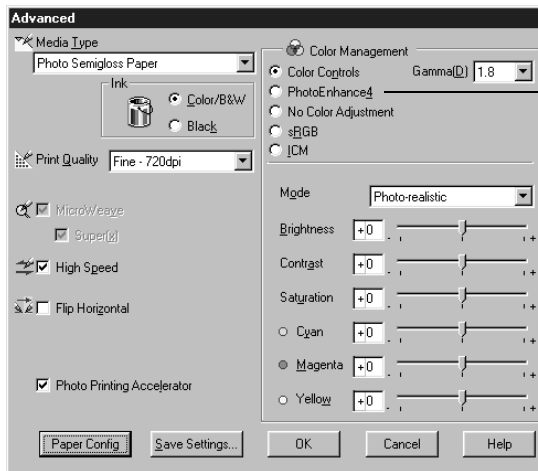 Advanced
Media Type
Photo Semigloss Paper
Ink
Color/B&W
Black
Print Quality Fine - 720dpi
MicroWeave
Super(x)
High Speed
Flip Horizontal
Photo Printing Accelerator
Color Management
Color Controls Gamma(D) 1.8
PhotoEnhance4
No Color Adjustment
sRGB
ICM
Mode Photo-realistic
Brightness +0 - +
Contrast +0 - +
Saturation +0 - +
Cyan +0 - +
Magenta +0 - +
Yellow +0 - +
Paper Config Save Settings... OK Cancel Help